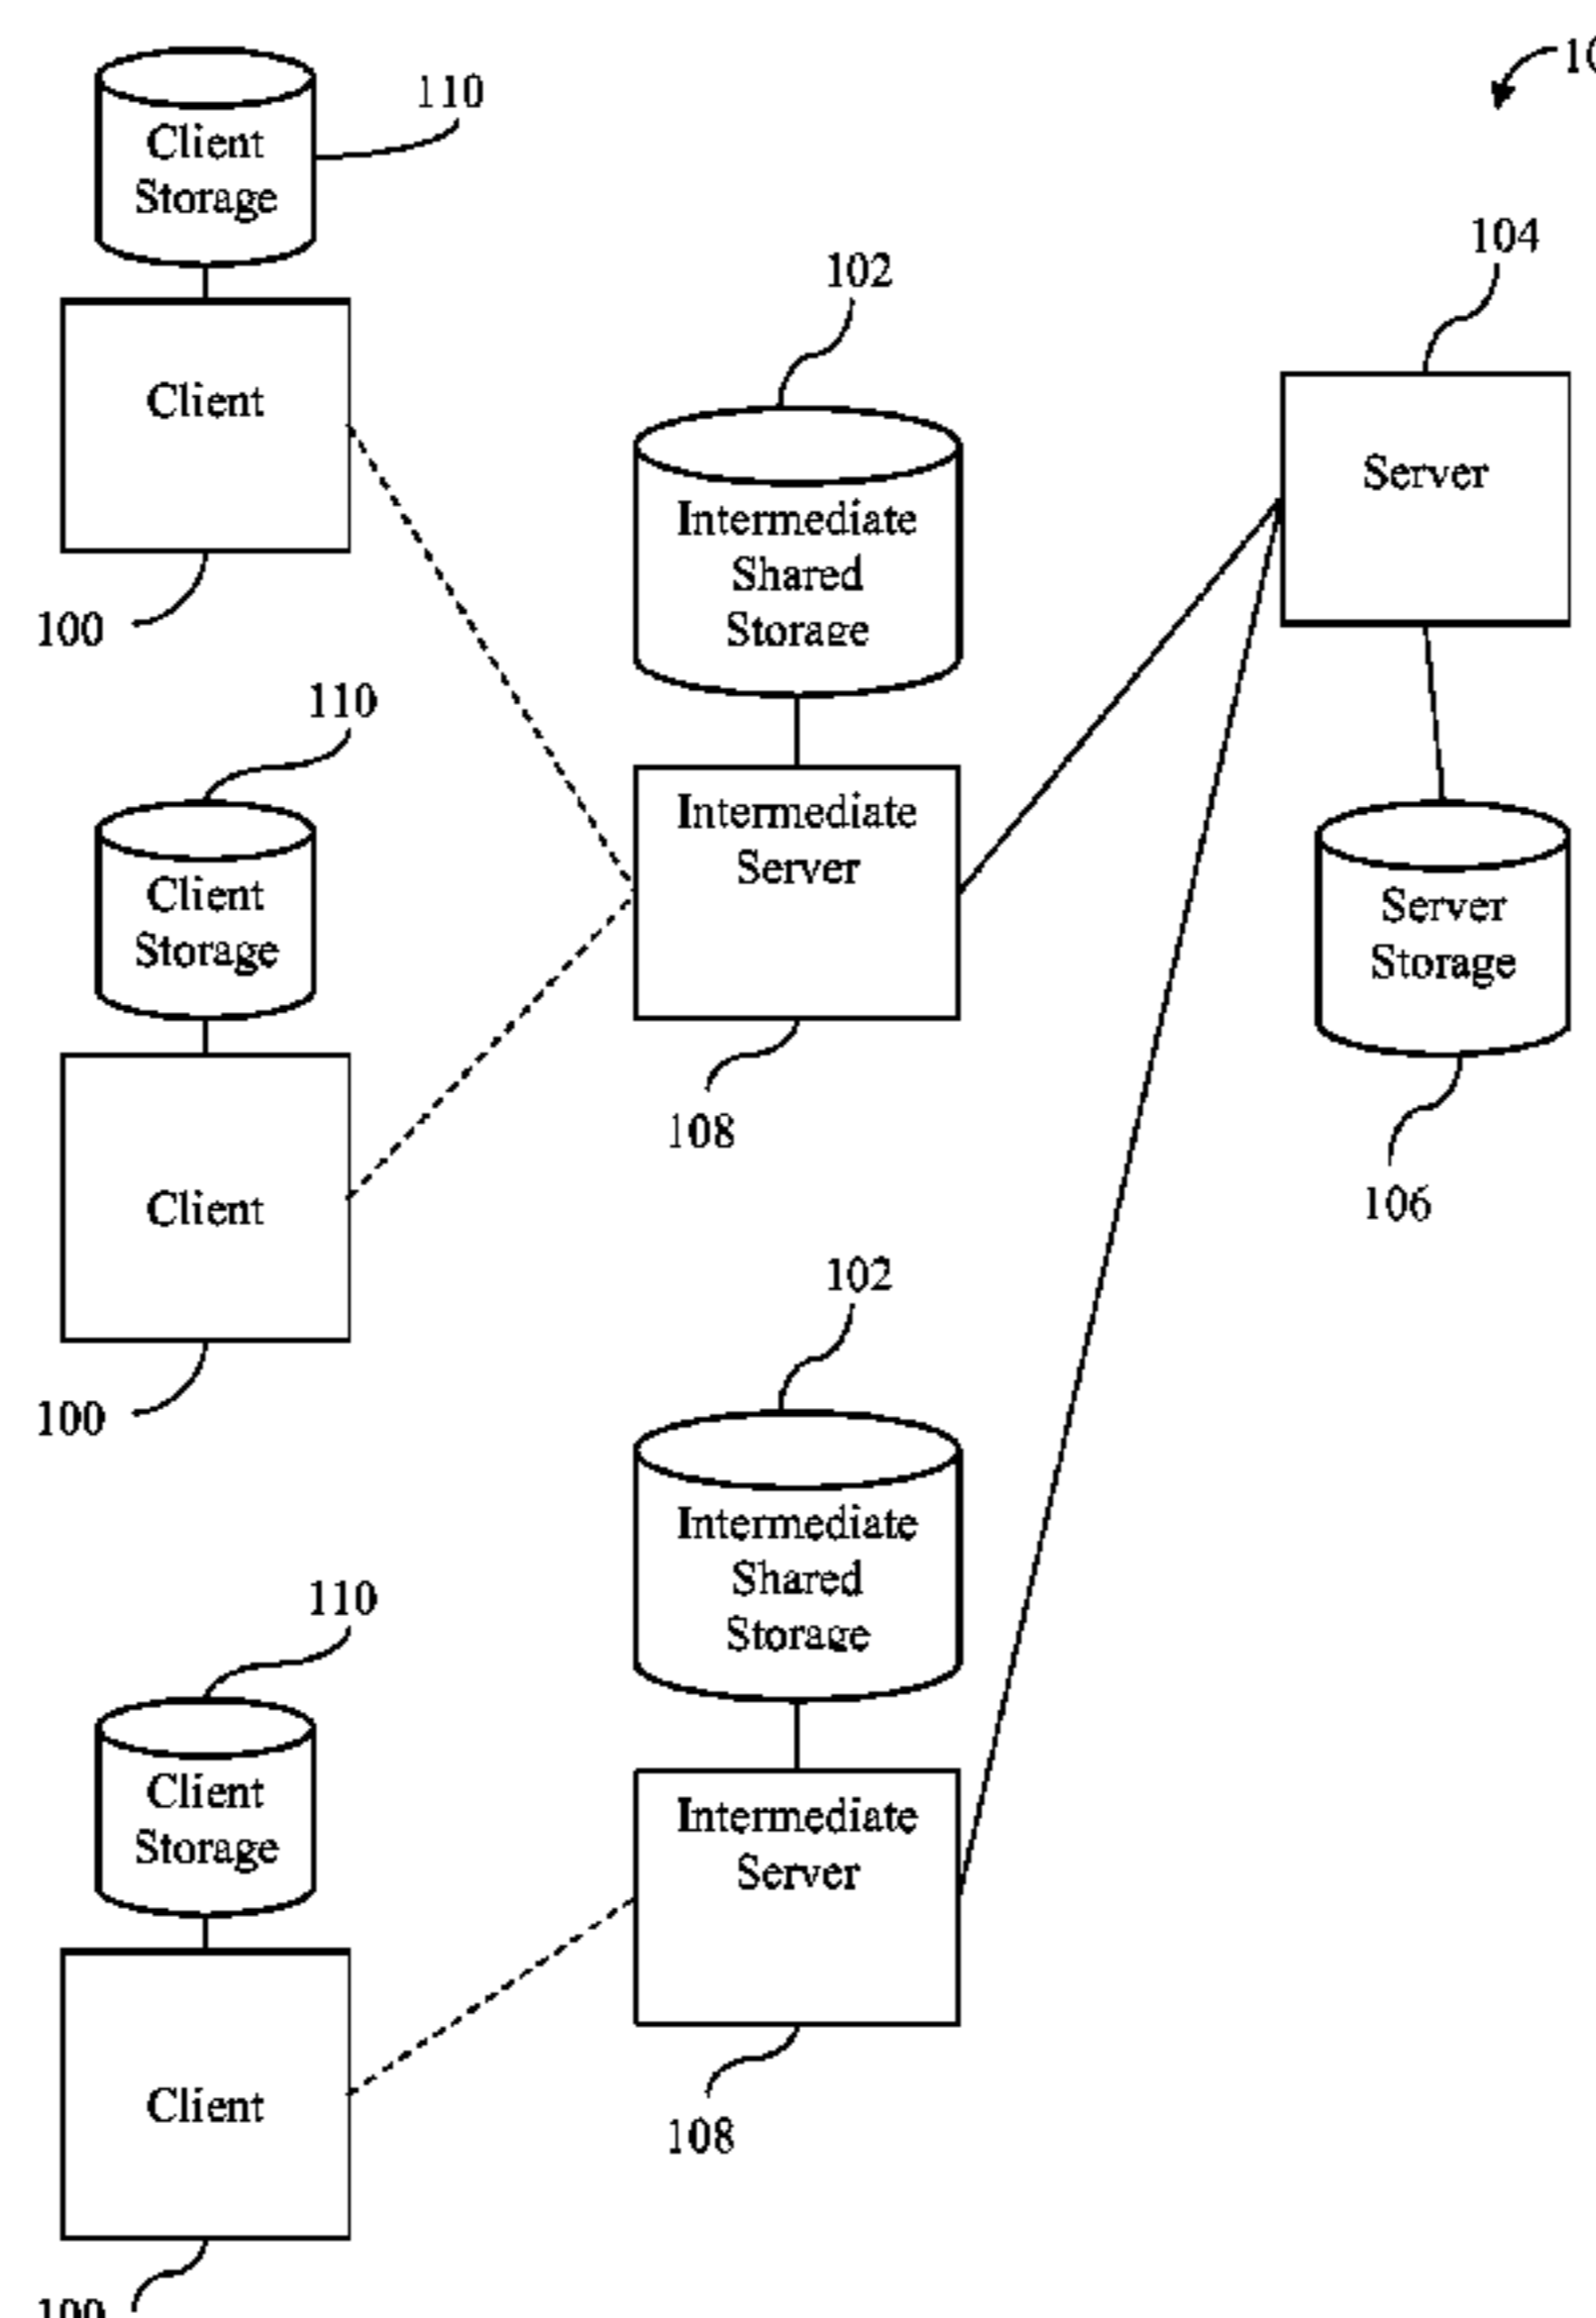 110
Client
Storage
Client
100
110
Client
Storage
Client
100
110
Client
Storage
Client
100
102
Intermediate
Shared
Storage
Intermediate
Server
108
102
Intermediate
Shared
Storage
Intermediate
Server
108
104
Server
Server
Storage
106